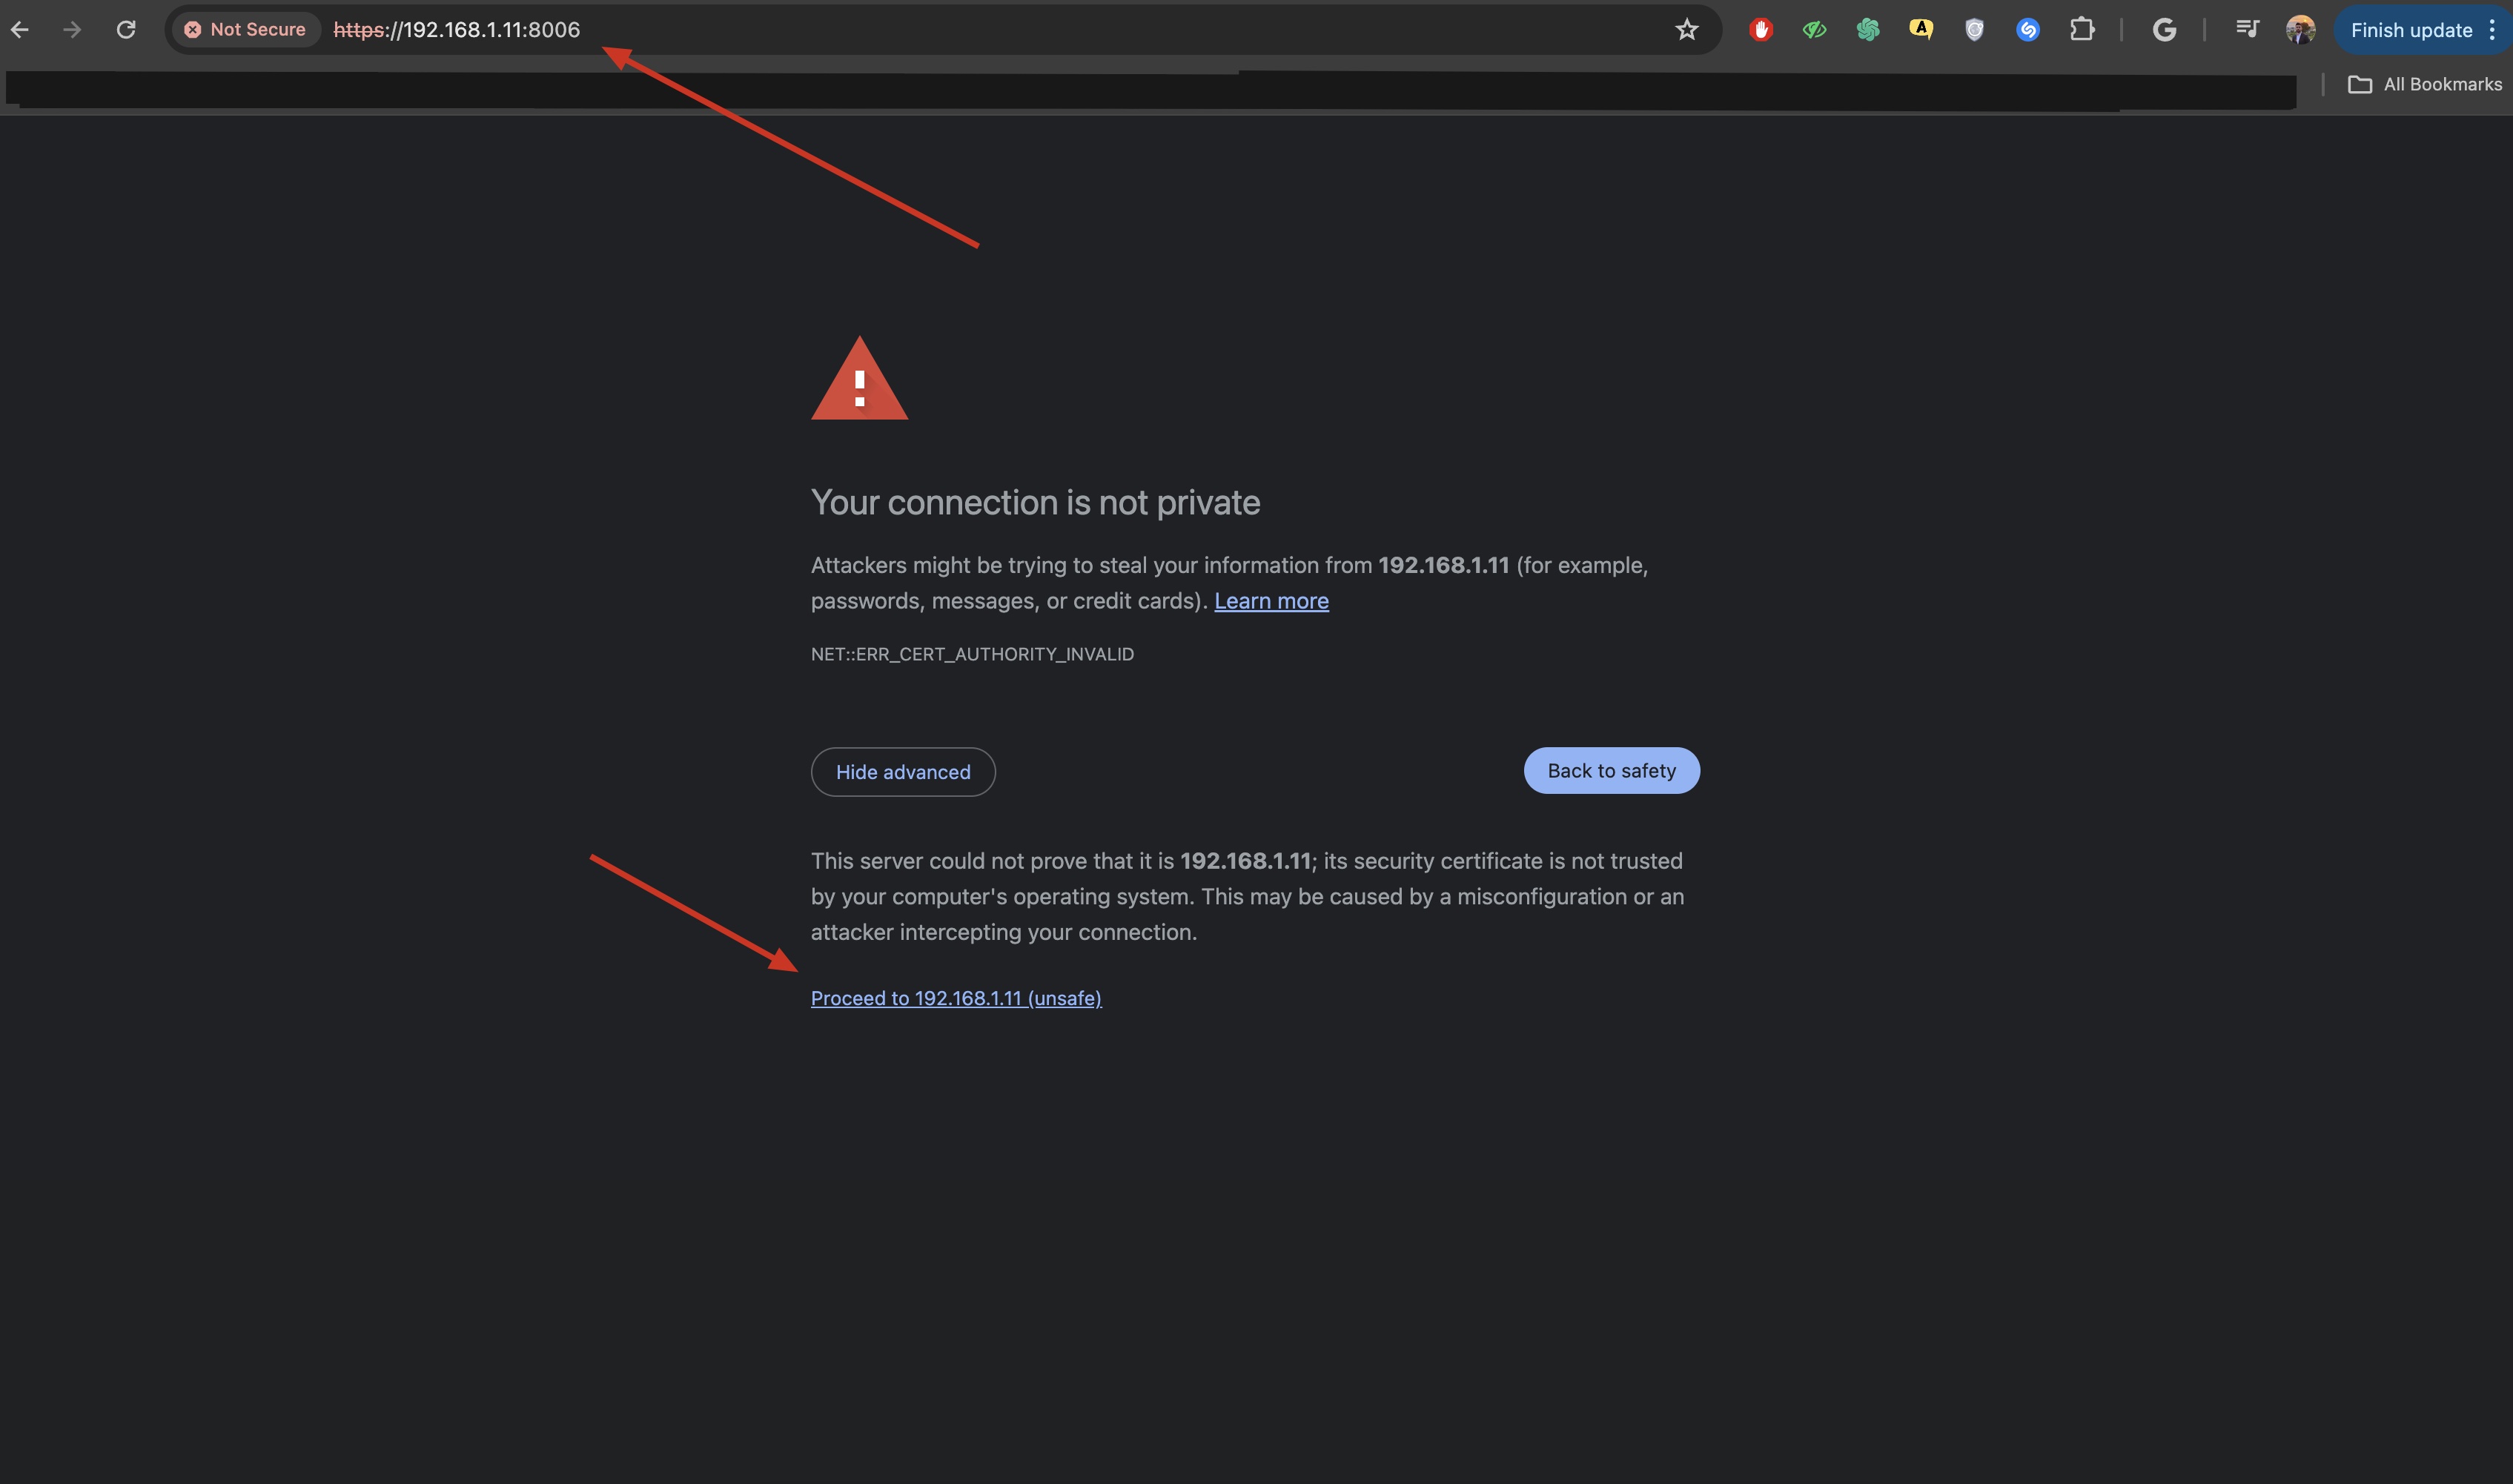 Not Secure https://192.168.1.11:8006 A G Finish update
All Bookmarks
!
Your connection is not private
Attackers might be trying to steal your information from 192.168.1.11 (for example,
passwords, messages, or credit cards). Learn more
NET::ERR_CERT_AUTHORITY_INVALID
Hide advanced Back to safety
This server could not prove that it is 192.168.1.11; its security certificate is not trusted
by your computer's operating system. This may be caused by a misconfiguration or an
attacker intercepting your connection.
Proceed to 192.168.1.11 (unsafe)